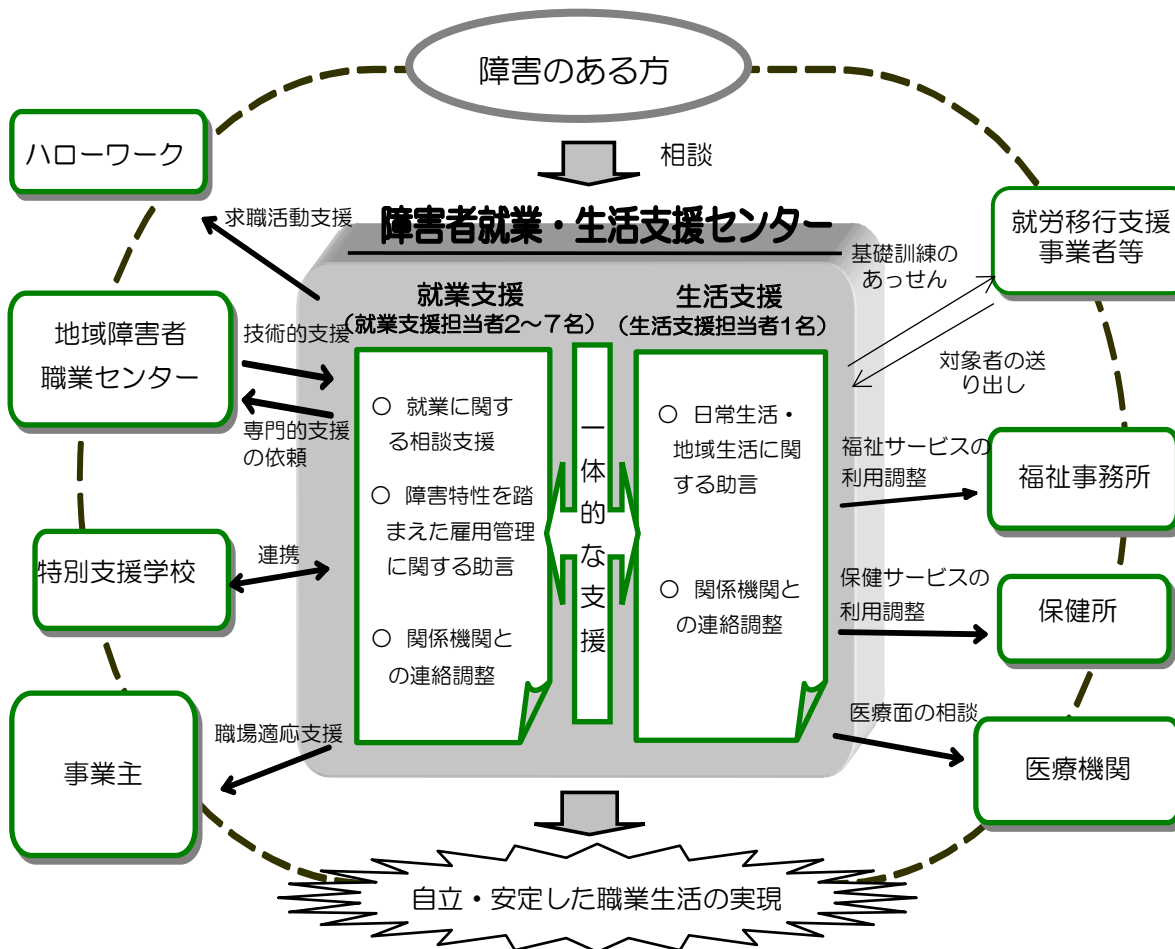 障害のある方
相談
ハローワーク
求職活動支援
障害者就業・生活支援センター
就労移行支援
事業者等
基礎訓練の
あっせん
対象者の送
り出し
地域障害者
職業センター
技術的支援
専門的支援
の依頼
就業支援
（就業支援担当者2～7名）
生活支援
（生活支援担当者1名）
○ 就業に関す
る相談支援
○ 障害特性を踏
まえた雇用管理
に関する助言
○ 関係機関と
の連絡調整
一体的な支援
○ 日常生活・
地域生活に関
する助言
○ 関係機関と
の連絡調整
福祉サービスの
利用調整
福祉事務所
特別支援学校
連携
保健サービスの
利用調整
保健所
事業主
職場適応支援
医療面の相談
医療機関
自立・安定した職業生活の実現